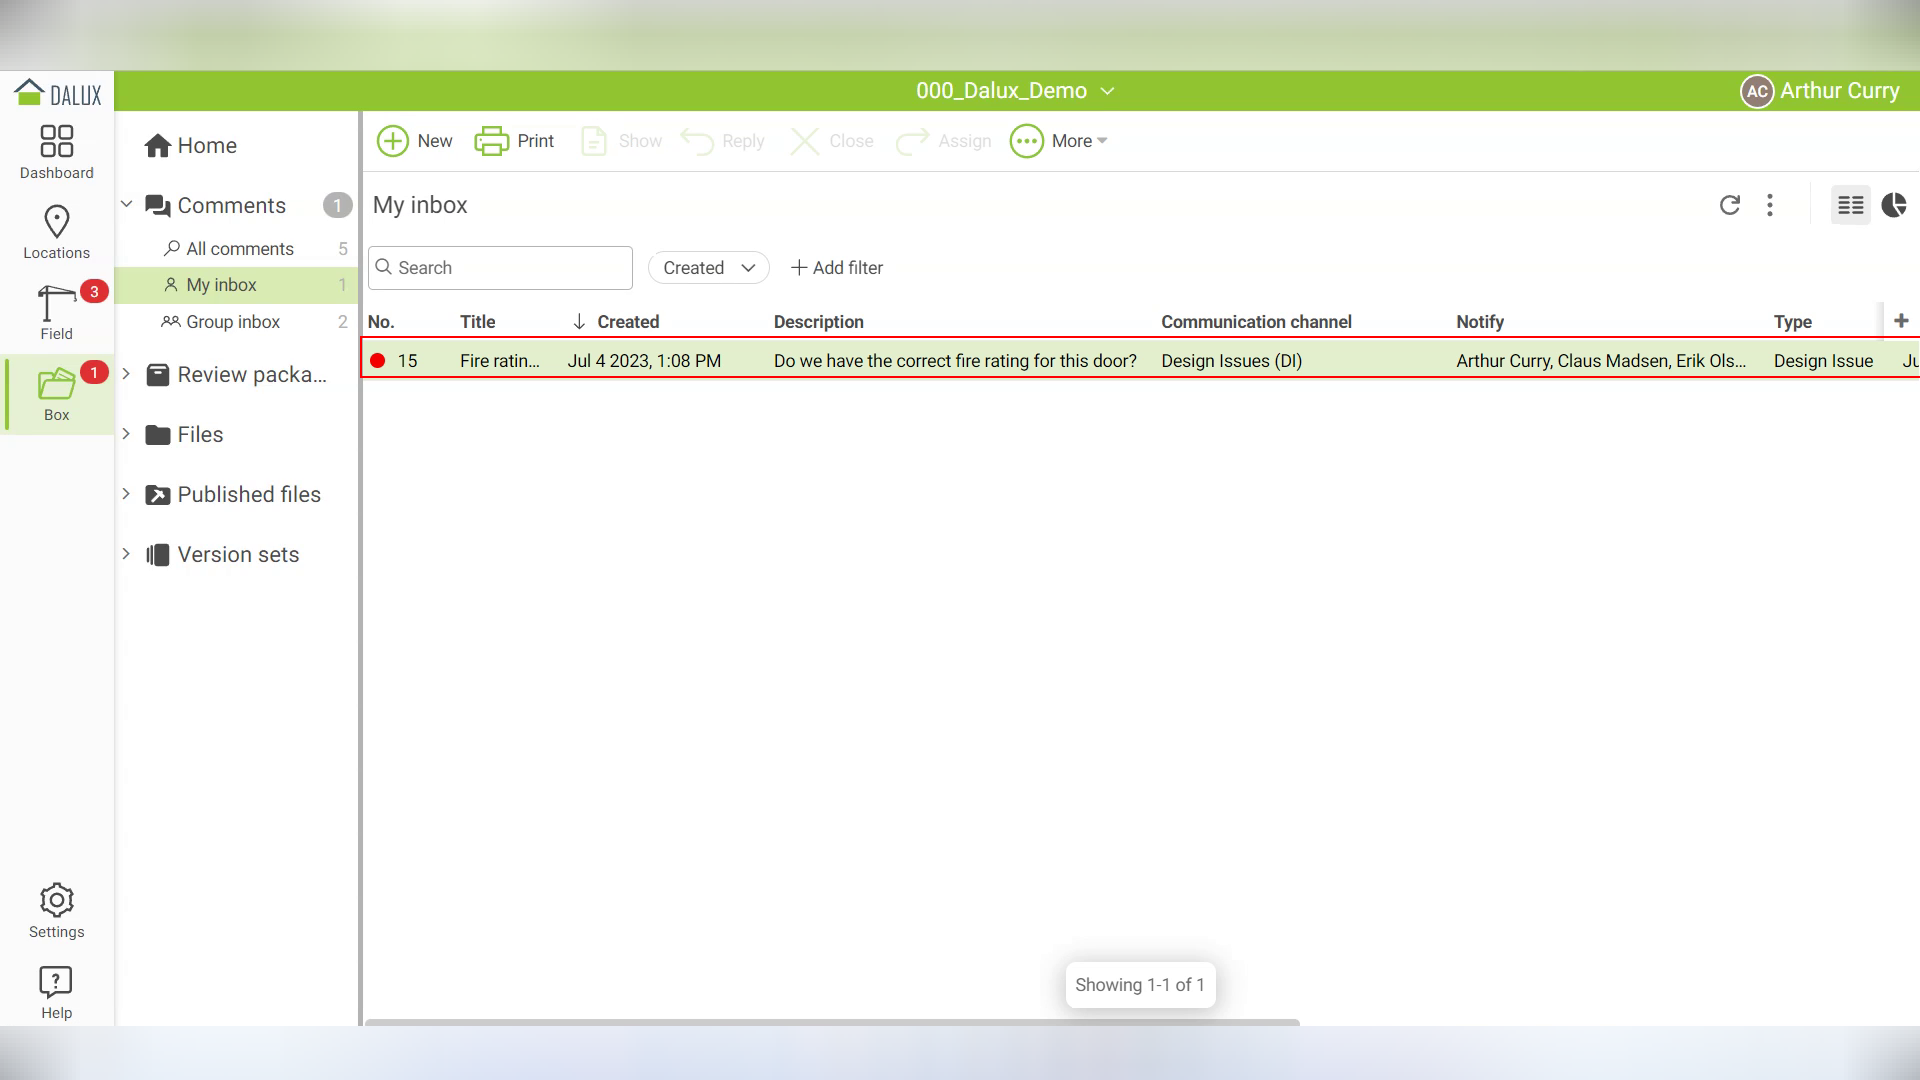 DALUX
000_Dalux_Demo
AC Arthur Curry
Dashboard
Locations
3
Field
1
Box
Settings
Help
Home
Comments 1
All comments 5
My inbox 1
Group inbox 2
Review packa...
Files
Published files
Version sets
New Print Show Reply Close Assign More
My inbox
Search Created Add filter
No. Title Created Description Communication channel Notify Type
15 Fire ratin... Jul 4 2023, 1:08 PM Do we have the correct fire rating for this door? Design Issues (DI) Arthur Curry, Claus Madsen, Erik Ols... Design Issue Ju
Showing 1-1 of 1